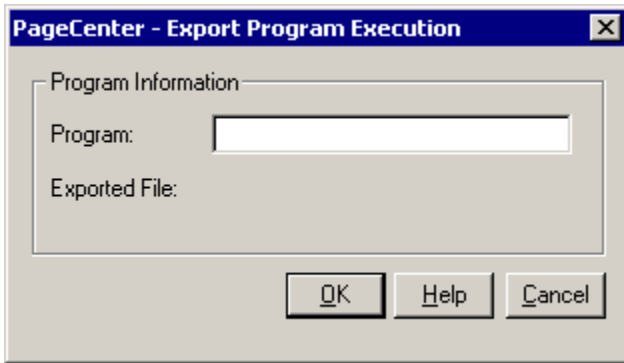 PageCenter - Export Program Execution
Program Information
Program:
Exported File:
OK Help Cancel